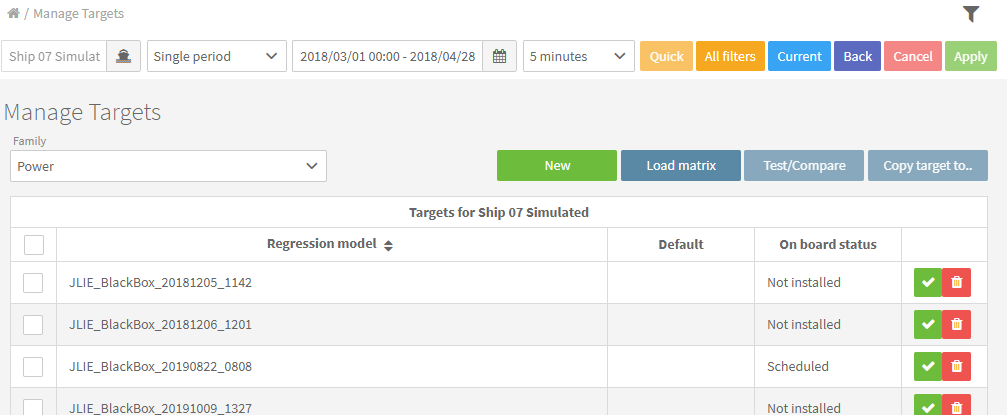 / Manage Targets
Ship 07 Simulat Single period 2018/03/01 00:00 - 2018/04/28 5 minutes Quick All filters Current Back Cancel Apply
Manage Targets
Family
Power New Load matrix Test/Compare Copy target to..
Targets for Ship 07 Simulated
Regression model Default On board status
JLIE_BlackBox_20181205_1142 Not installed
JLIE_BlackBox_20181206_1201 Not installed
JLIE_BlackBox_20190822_0808 Scheduled
JLIE_BlackBox_20191009_1327 Not installed